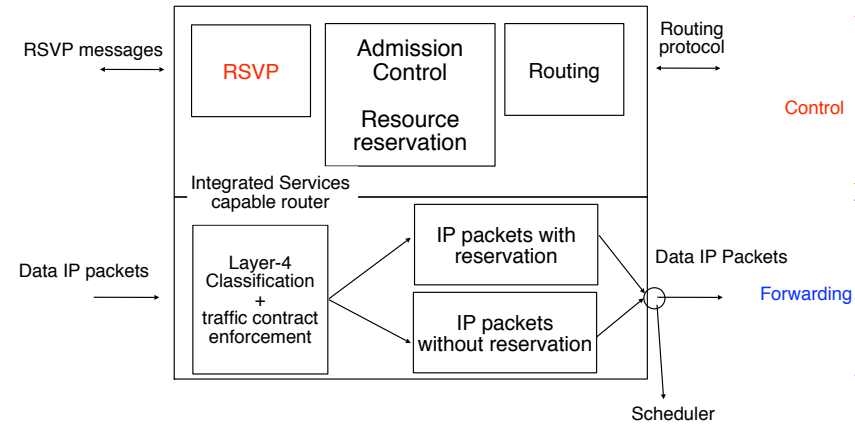 RSVP messages
RSVP
Admission
Control
Resource
reservation
Routing
Routing
protocol
Control
Integrated Services
capable router
Data IP packets
Layer-4
Classification
+
traffic contract
enforcement
IP packets with
reservation
IP packets
without reservation
Data IP Packets
Forwarding
Scheduler